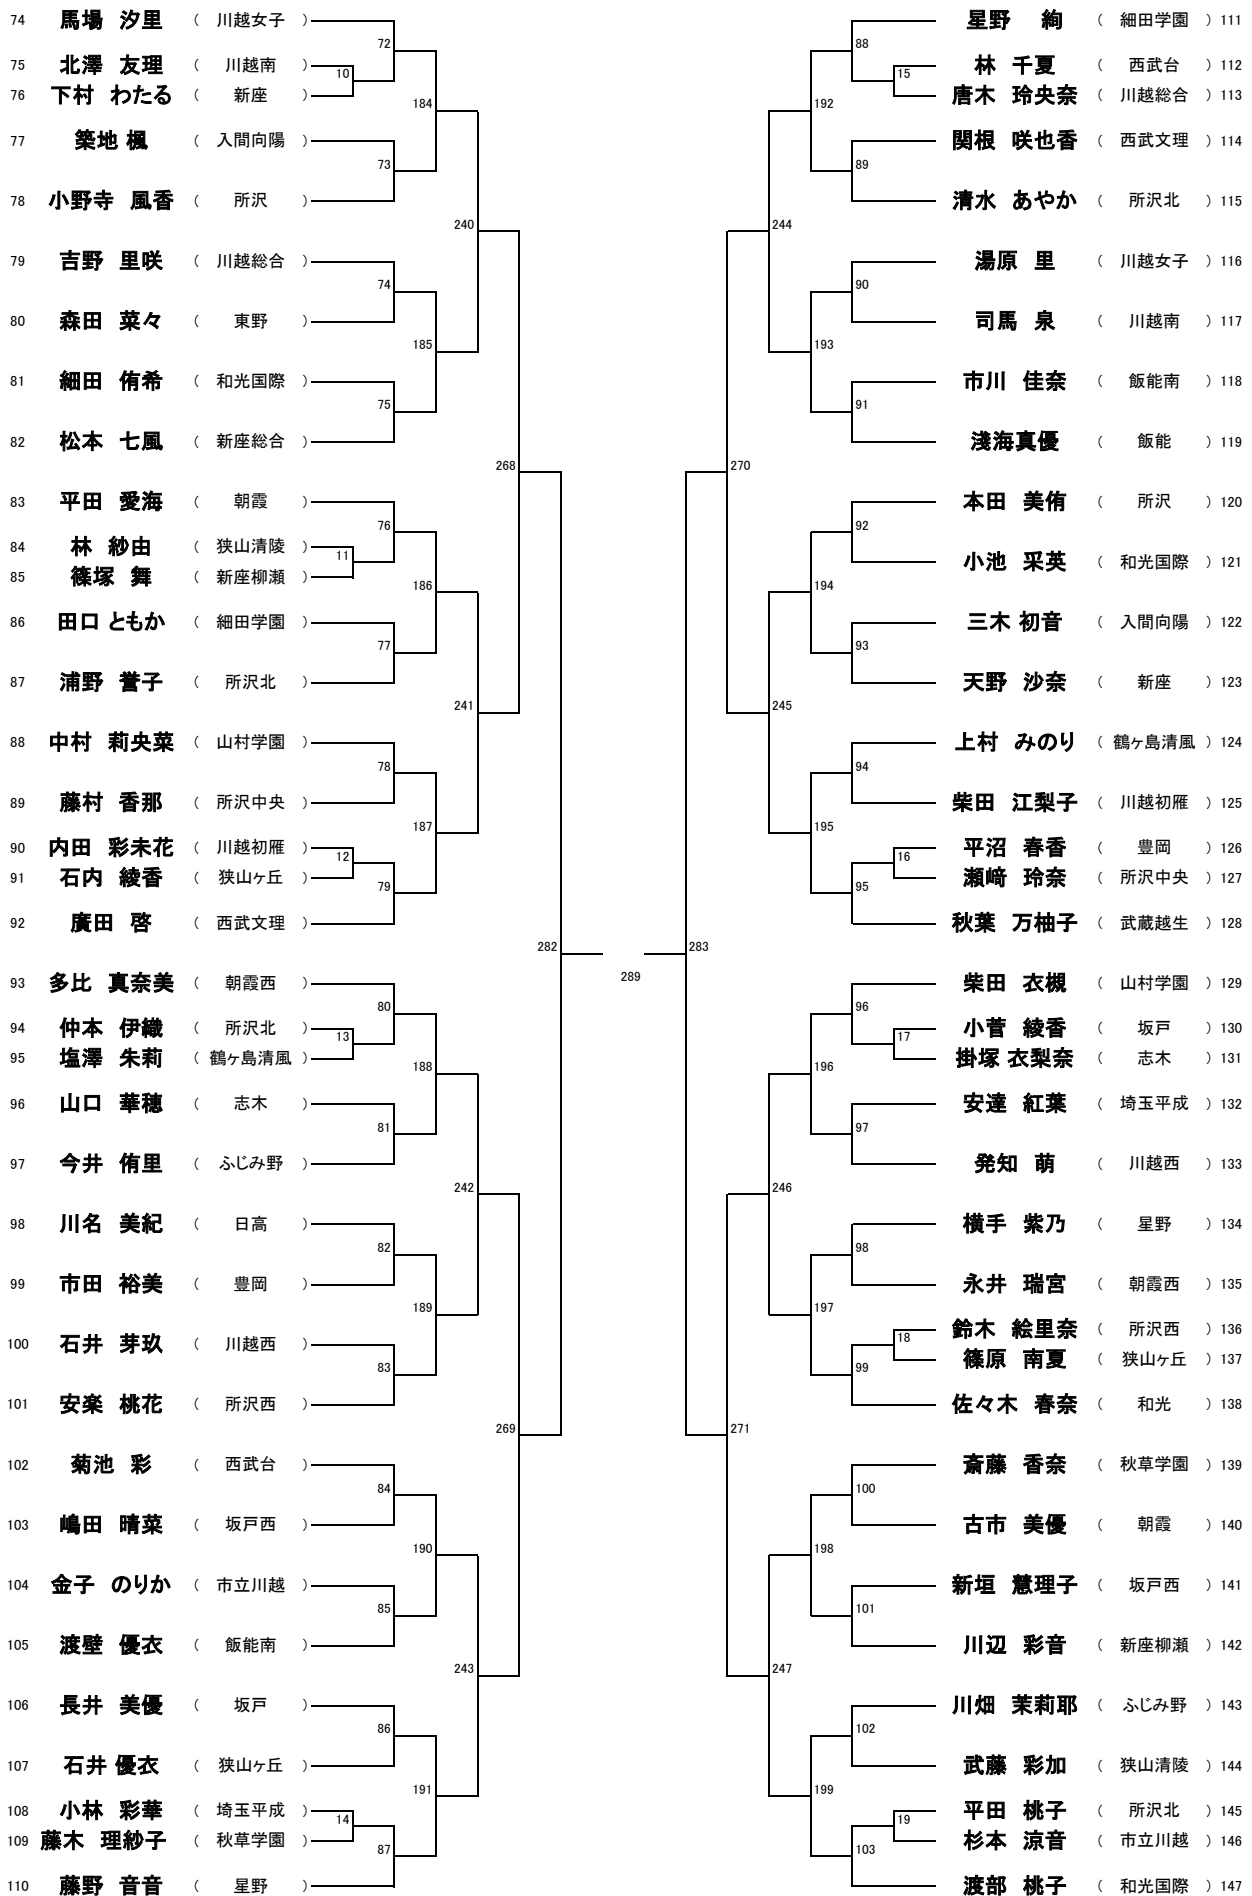 74 馬場 汐里 ( 川越女子 )
72
75 北澤 友理 ( 川越南 )
10
76 下村 わたる ( 新座 )
184
77 築地 楓 ( 入間向陽 )
73
78 小野寺 風香 ( 所沢 )
240
79 吉野 里咲 ( 川越総合 )
74
80 森田 菜々 ( 東野 )
185
81 細田 侑希 ( 和光国際 )
75
82 松本 七風 ( 新座総合 )
268
83 平田 愛海 ( 朝霞 )
76
84 林 紗由 ( 狭山清陵 )
11
85 篠塚 舞 ( 新座柳瀬 )
186
86 田口 ともか ( 細田学園 )
77
87 浦野 誉子 ( 所沢北 )
241
88 中村 莉央菜 ( 山村学園 )
78
89 藤村 香那 ( 所沢中央 )
187
90 内田 彩未花 ( 川越初雁 )
12
91 石内 綾香 ( 狭山ヶ丘 )
79
92 廣田 啓 ( 西武文理 )
282
93 多比 真奈美 ( 朝霞西 )
80
94 仲本 伊織 ( 所沢北 )
13
95 塩澤 朱莉 ( 鶴ヶ島清風 )
188
96 山口 華穂 ( 志木 )
81
97 今井 侑里 ( ふじみ野 )
242
98 川名 美紀 ( 日高 )
82
99 市田 裕美 ( 豊岡 )
189
100 石井 芽玖 ( 川越西 )
83
101 安楽 桃花 ( 所沢西 )
269
102 菊池 彩 ( 西武台 )
84
103 嶋田 晴菜 ( 坂戸西 )
190
104 金子 のりか ( 市立川越 )
85
105 渡壁 優衣 ( 飯能南 )
243
106 長井 美優 ( 坂戸 )
86
107 石井 優衣 ( 狭山ヶ丘 )
191
108 小林 彩華 ( 埼玉平成 )
14
109 藤木 理紗子 ( 秋草学園 )
87
110 藤野 音音 ( 星野 )
289
星野 絢 ( 細田学園 ) 111
88
林 千夏 ( 西武台 ) 112
15
唐木 玲央奈 ( 川越総合 ) 113
192
関根 咲也香 ( 西武文理 ) 114
89
清水 あやか ( 所沢北 ) 115
244
湯原 里 ( 川越女子 ) 116
90
司馬 泉 ( 川越南 ) 117
193
市川 佳奈 ( 飯能南 ) 118
91
淺海真優 ( 飯能 ) 119
270
本田 美侑 ( 所沢 ) 120
92
小池 采英 ( 和光国際 ) 121
194
三木 初音 ( 入間向陽 ) 122
93
天野 沙奈 ( 新座 ) 123
245
上村 みのり ( 鶴ヶ島清風 ) 124
94
柴田 江梨子 ( 川越初雁 ) 125
195
平沼 春香 ( 豊岡 ) 126
16
瀬﨑 玲奈 ( 所沢中央 ) 127
95
秋葉 万柚子 ( 武蔵越生 ) 128
283
柴田 衣槻 ( 山村学園 ) 129
96
小菅 綾香 ( 坂戸 ) 130
17
掛塚 衣梨奈 ( 志木 ) 131
196
安達 紅葉 ( 埼玉平成 ) 132
97
発知 萌 ( 川越西 ) 133
246
横手 紫乃 ( 星野 ) 134
98
永井 瑞宮 ( 朝霞西 ) 135
197
鈴木 絵里奈 ( 所沢西 ) 136
18
篠原 南夏 ( 狭山ヶ丘 ) 137
99
佐々木 春奈 ( 和光 ) 138
271
斎藤 香奈 ( 秋草学園 ) 139
100
古市 美優 ( 朝霞 ) 140
198
新垣 慧理子 ( 坂戸西 ) 141
101
川辺 彩音 ( 新座柳瀬 ) 142
247
川畑 茉莉耶 ( ふじみ野 ) 143
102
武藤 彩加 ( 狭山清陵 ) 144
199
平田 桃子 ( 所沢北 ) 145
19
杉本 涼音 ( 市立川越 ) 146
103
渡部 桃子 ( 和光国際 ) 147